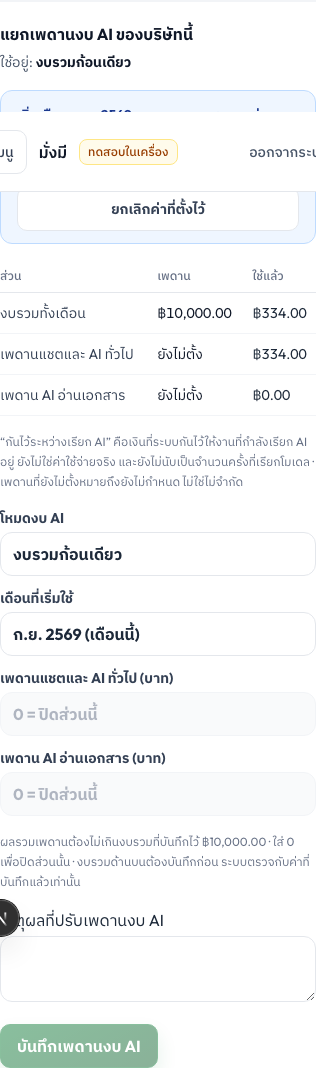 แยกเพดานงบ AI ของบริษัทนี้
ใช้อยู่: งบรวมก้อนเดียว
มั่งมี
ทดสอบในเครื่อง
ยกเลิกค่าที่ตั้งไว้
ส่วน เพดาน ใช้แล้ว
งบรวมทั้งเดือน ฿10,000.00 ฿334.00
เพดานแชตและ AI ทั่วไป ยังไม่ตั้ง ฿334.00
เพดาน AI อ่านเอกสาร ยังไม่ตั้ง ฿0.00
“กันไว้ระหว่างเรียก AI” คือเงินที่ระบบกันไว้ให้งานที่กำลังเรียก AI
อยู่ ยังไม่ใช่ค่าใช้จ่ายจริง และยังไม่นับเป็นจำนวนครั้งที่เรียกโมเดล ·
เพดานที่ยังไม่ตั้งหมายถึงยังไม่กำหนด ไม่ใช่ไม่จำกัด
โหมดงบ AI
งบรวมก้อนเดียว
เดือนที่เริ่มใช้
ก.ย. 2569 (เดือนนี้)
เพดานแชตและ AI ทั่วไป (บาท)
0 = ปิดส่วนนี้
เพดาน AI อ่านเอกสาร (บาท)
0 = ปิดส่วนนี้
ผลรวมเพดานต้องไม่เกินงบรวมที่บันทึกไว้ ฿10,000.00 · ใส่ 0
เพื่อปิดส่วนนั้น · งบรวมด้านบนต้องบันทึกก่อน ระบบตรวจกับค่าที่
บันทึกแล้วเท่านั้น
ผลที่ปรับเพดานงบ AI
บันทึกเพดานงบ AI